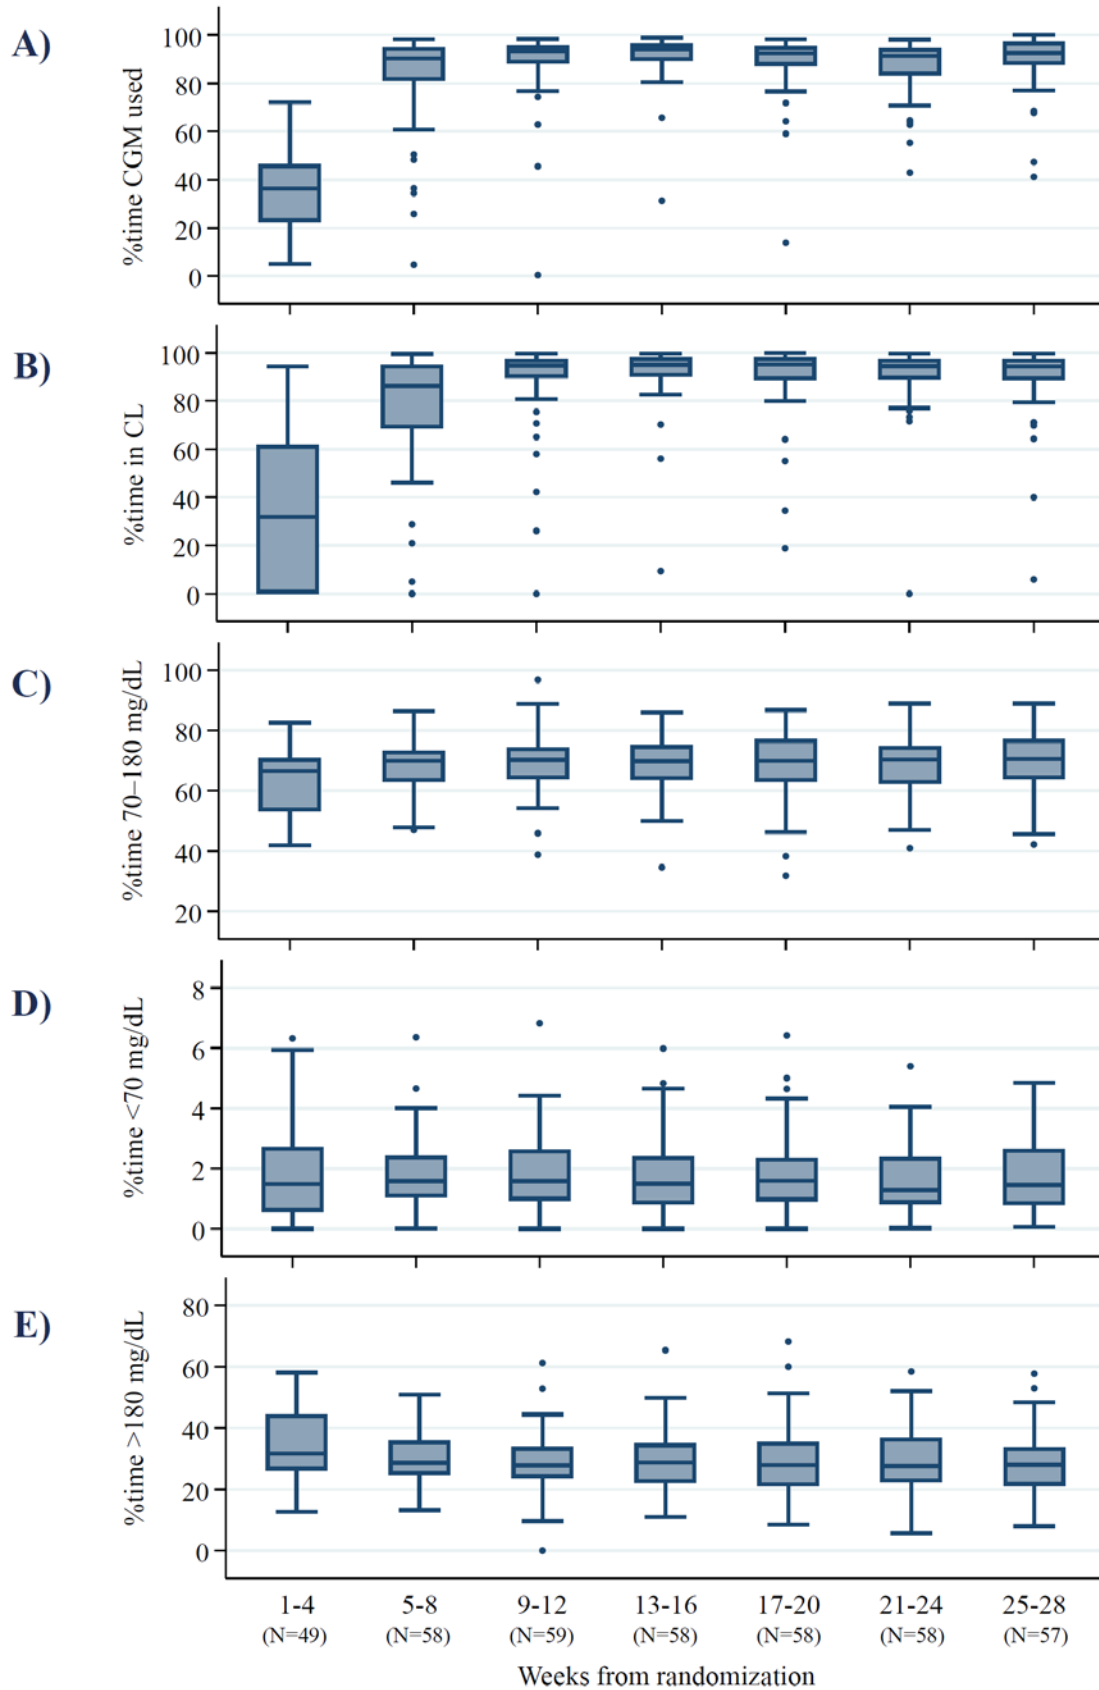 A)
%time CGM used
100
80
60
40
20
0
B)
%time in CL
100
80
60
40
20
0
C)
%time 70–180 mg/dL
100
80
60
40
20
D)
%time <70 mg/dL
8
6
4
2
0
E)
%time >180 mg/dL
80
60
40
20
0
1-4 5-8 9-12 13-16 17-20 21-24 25-28
(N=49) (N=58) (N=59) (N=58) (N=58) (N=58) (N=57)
Weeks from randomization